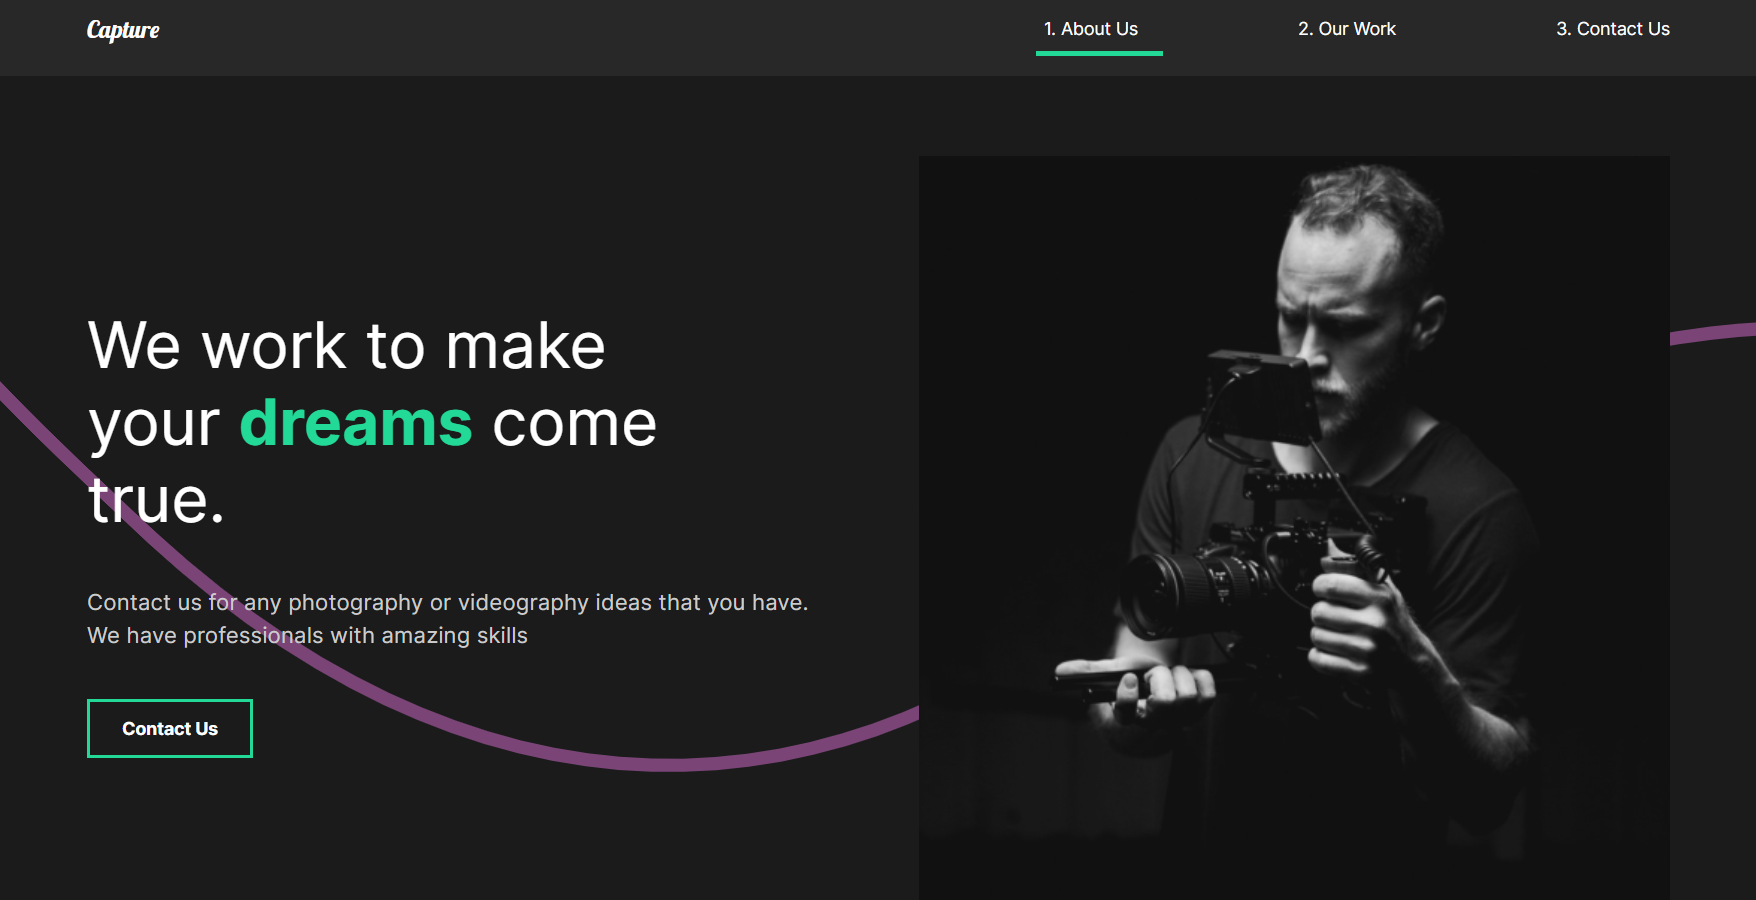 Capture
1. About Us
2. Our Work
3. Contact Us
We work to make
your dreams come
true.
Contact us for any photography or videography ideas that you have.
We have professionals with amazing skills
Contact Us